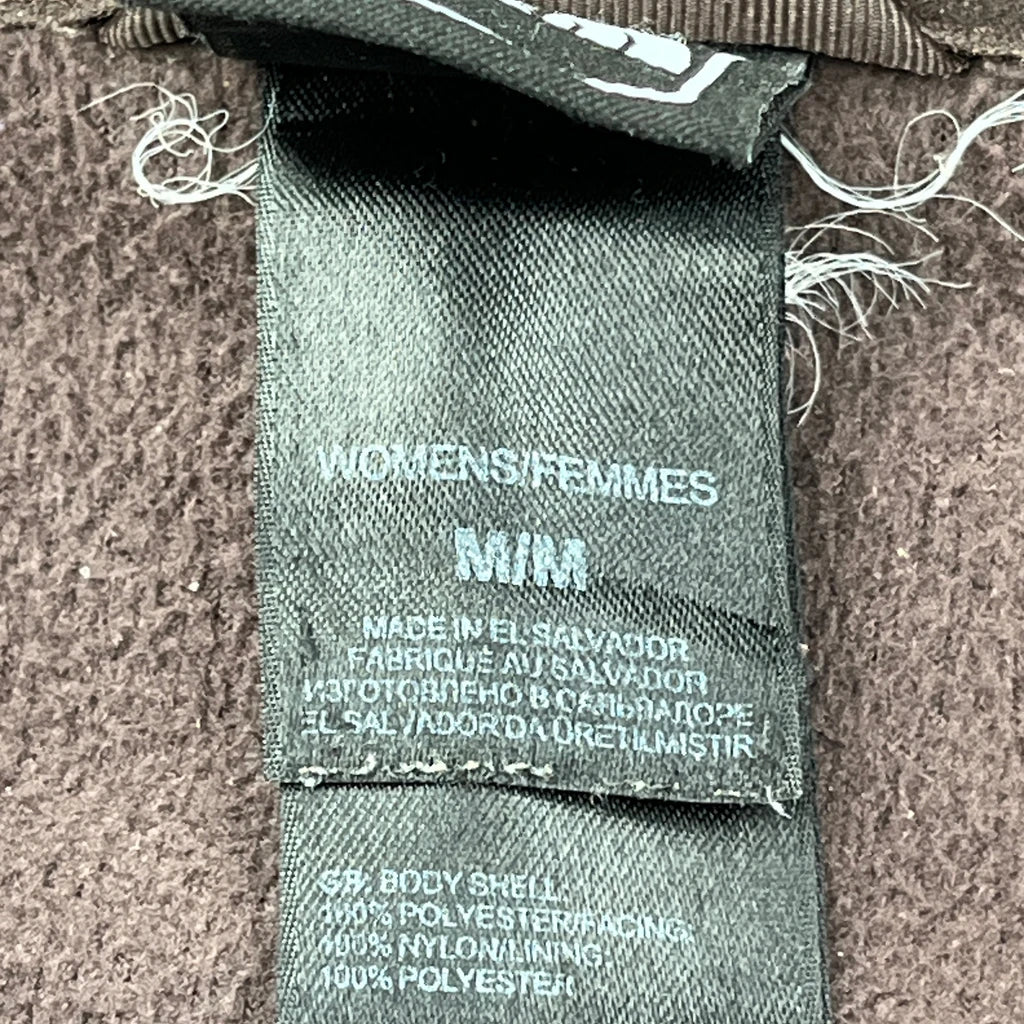 WOMENS/FEMMES
M/M
MADE IN EL SALVADOR
FABRIQUÉ AU SALVADOR
ИЗГОТОВЛЕНО В САЛЬВАДОРЕ
EL SALVADOR'DA ÜRETİLMİŞTİR
GB: BODY SHELL
100% POLYESTER/FACING:
100% NYLON/LINING:
100% POLYESTER